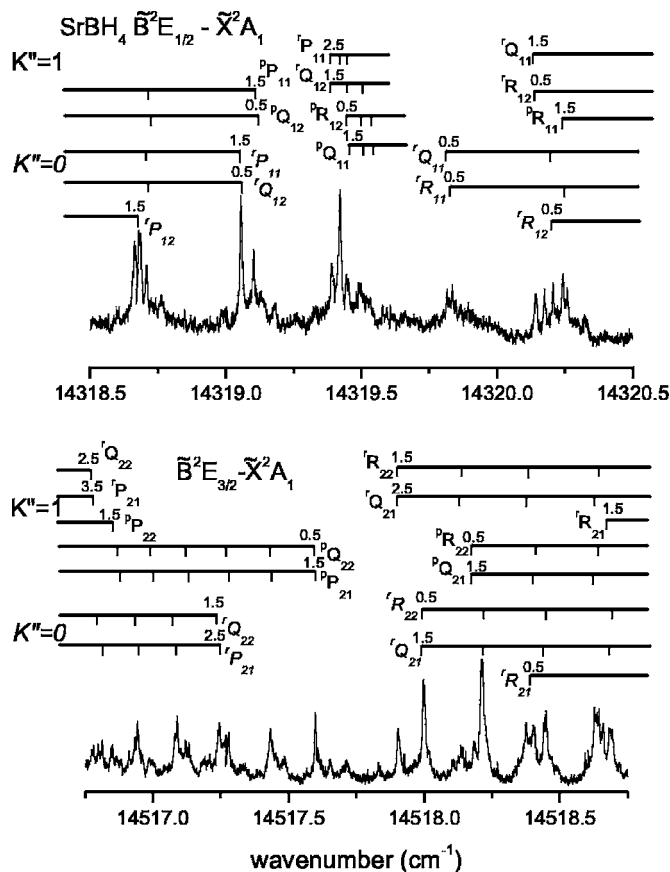 SrBH₄ B̃²E₁/₂ - X̃²A₁
K"=1
2.5 ʳP₁₁
1.5 ʳQ₁₂
1.5 ʳQ₁₁
1.5 ᵖP₁₁
0.5 ʳR₁₂
0.5 ᵖQ₁₂
0.5 ᵖR₁₂
1.5 ᵖR₁₁
1.5 ᵖQ₁₁
K"=0
1.5 ʳP₁₁
0.5 ʳQ₁₁
0.5 ʳQ₁₂
0.5 ʳR₁₁
1.5 ʳP₁₂
0.5 ʳR₁₂
14318.5 14319.0 14319.5 14320.0 14320.5
B̃²E₃/₂-X̃²A₁
K"=1
2.5 ʳQ₂₂
1.5 ʳR₂₂
3.5 ʳP₂₁
2.5 ʳQ₂₁
1.5 ᵖP₂₂
1.5 ʳR₂₁
0.5 ᵖQ₂₂
0.5 ᵖR₂₂
1.5 ᵖP₂₁
1.5 ᵖQ₂₁
K"=0
1.5 ʳQ₂₂
0.5 ʳR₂₂
2.5 ʳP₂₁
1.5 ʳQ₂₁
0.5 ʳR₂₁
14517.0 14517.5 14518.0 14518.5
wavenumber (cm⁻¹)